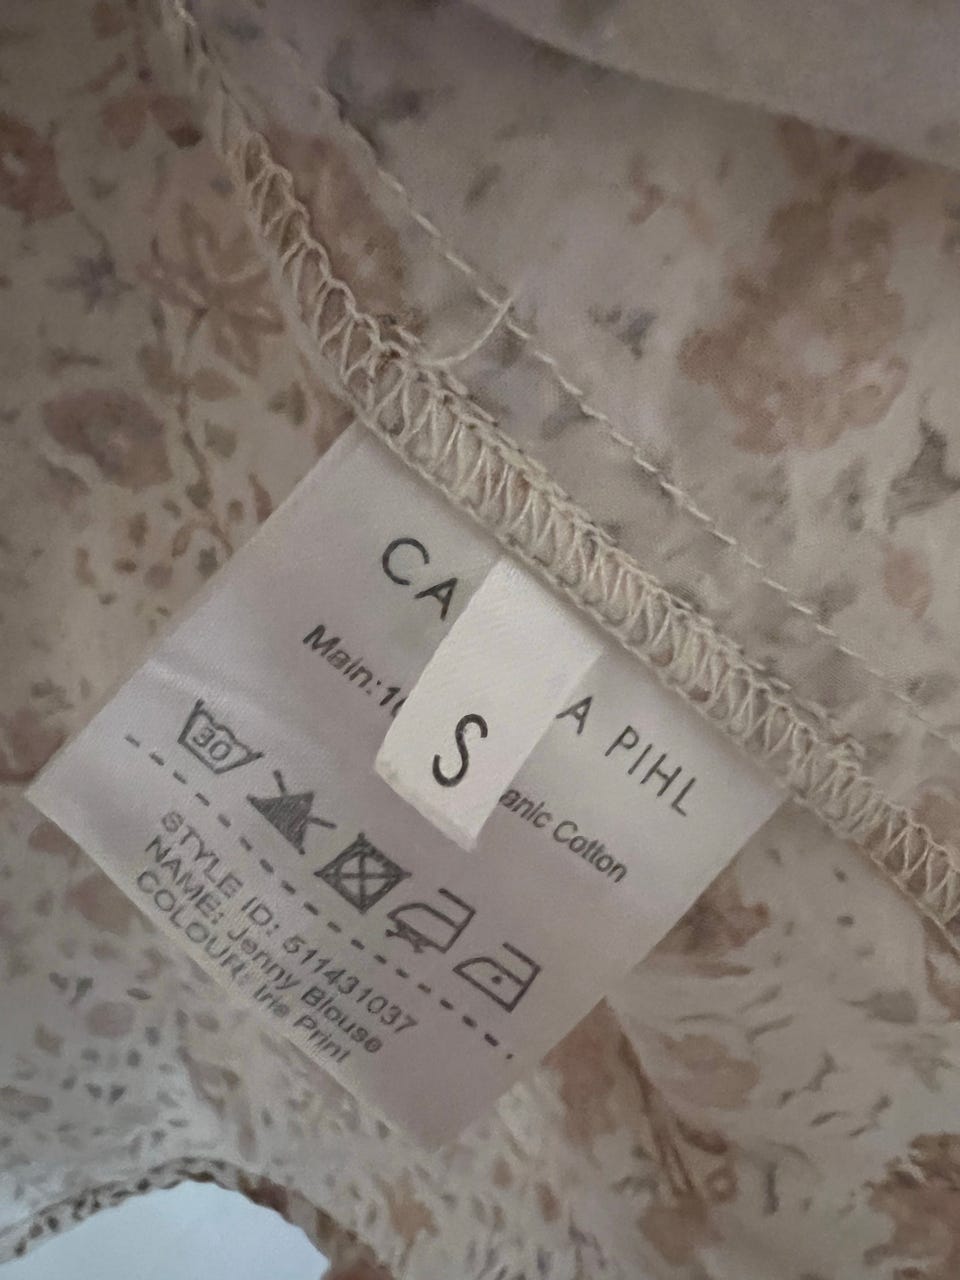 CA A PIHL
S
Main:10 anic Cotton
30
STYLE ID: 511431037
NAME: Jenny Blouse
COLOUR: Iris Print